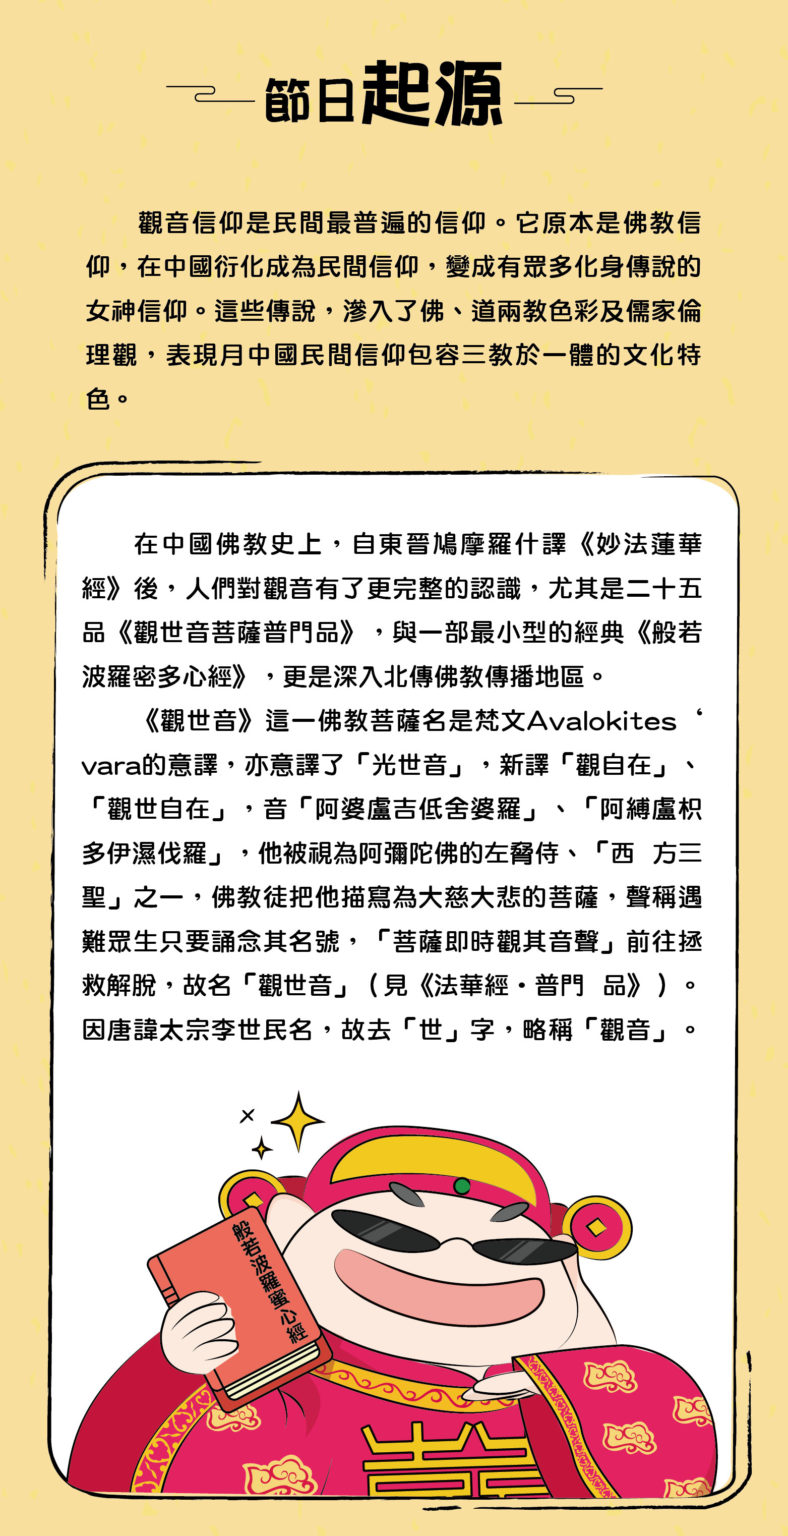 節日起源
觀音信仰是民間最普遍的信仰。它原本是佛教信
仰，在中國衍化成為民間信仰，變成有眾多化身傳說的
女神信仰。這些傳說，滲入了佛、道兩教色彩及儒家倫
理觀，表現月中國民間信仰包容三教於一體的文化特
色。
在中國佛教史上，自東晉鳩摩羅什譯《妙法蓮華
經》後，人們對觀音有了更完整的認識，尤其是二十五
品《觀世音菩薩普門品》，與一部最小型的經典《般若
波羅密多心經》，更是深入北傳佛教傳播地區。
《觀世音》這一佛教菩薩名是梵文Avalokites‘
vara的意譯，亦意譯了「光世音」，新譯「觀自在」、
「觀世自在」，音「阿婆盧吉低舍婆羅」、「阿縛盧枳
多伊濕伐羅」，他被視為阿彌陀佛的左脅侍、「西 方三
聖」之一，佛教徒把他描寫為大慈大悲的菩薩，聲稱遇
難眾生只要誦念其名號，「菩薩即時觀其音聲」前往拯
救解脫，故名「觀世音」（見《法華經·普門 品》）。
因唐諱太宗李世民名，故去「世」字，略稱「觀音」。
般若波羅蜜心經